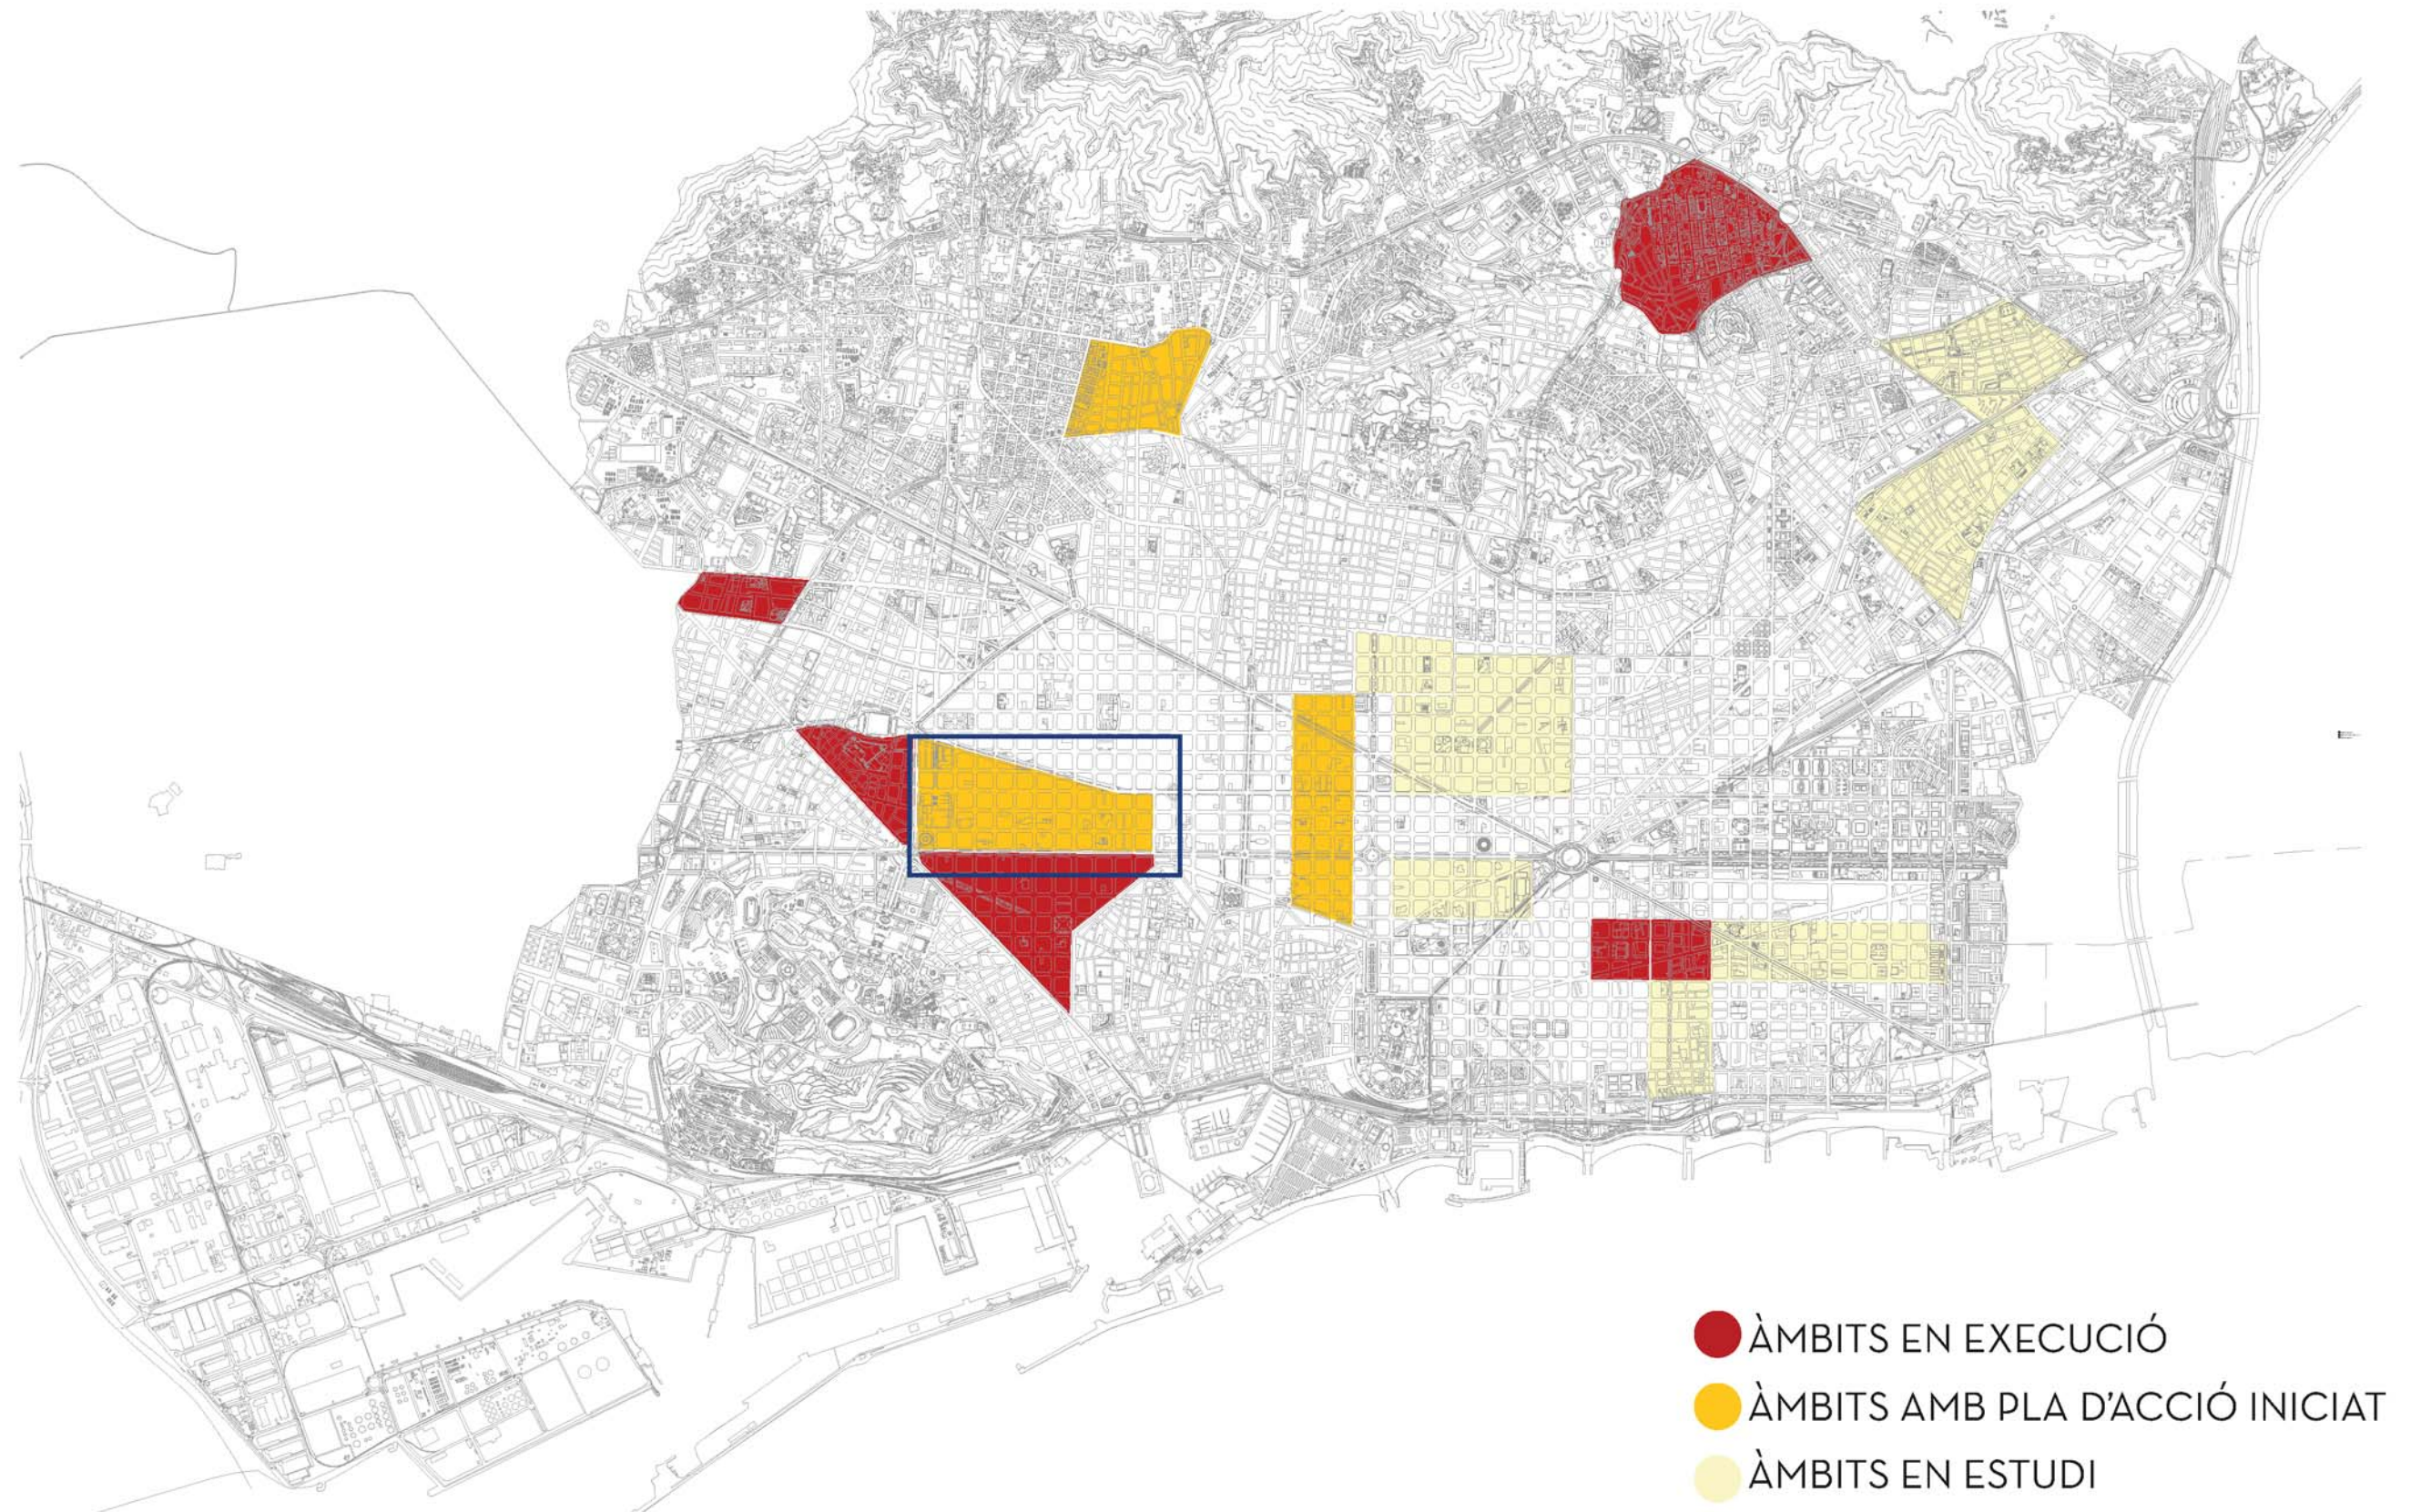 ÀMBITS EN EXECUCIÓ
ÀMBITS AMB PLA D'ACCIÓ INICIAT
ÀMBITS EN ESTUDI